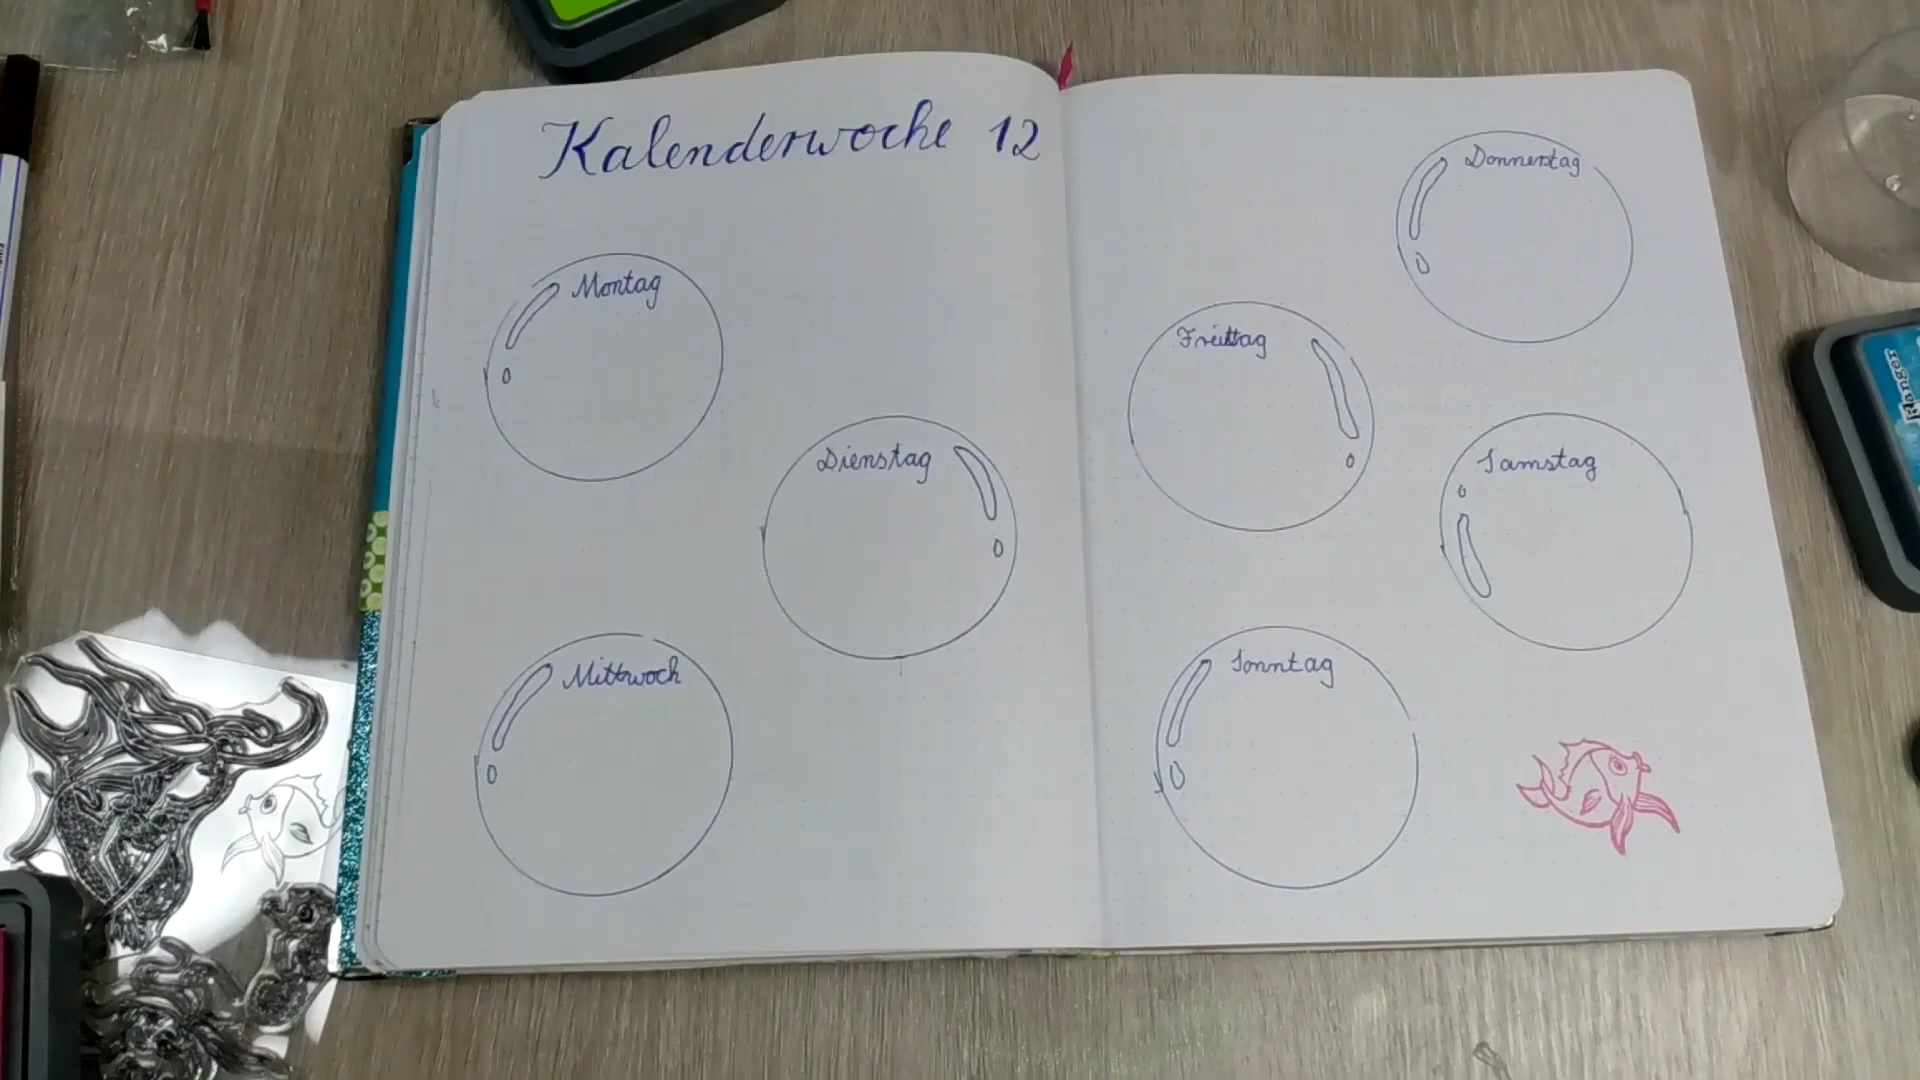 Kalenderwoche 12
Montag
Dienstag
Mittwoch
Donnerstag
Freitag
Samstag
Sonntag